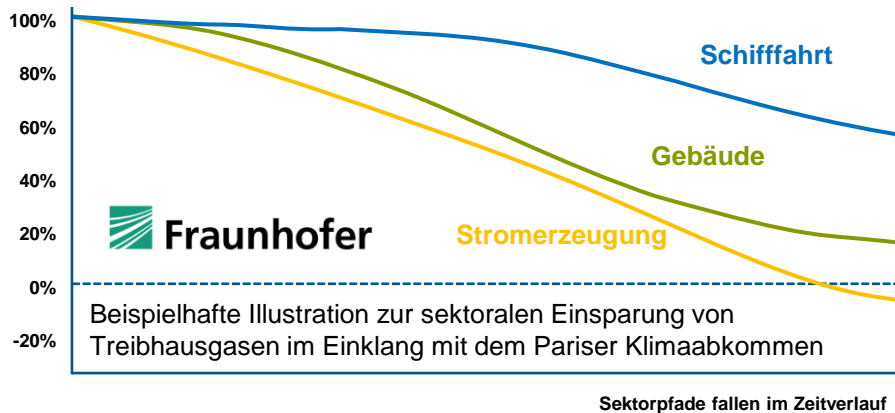 100%
80%
60%
40%
20%
0%
-20%
Schifffahrt
Gebäude
Stromerzeugung
Fraunhofer
Beispielhafte Illustration zur sektoralen Einsparung von
Treibhausgasen im Einklang mit dem Pariser Klimaabkommen
Sektorpfade fallen im Zeitverlauf